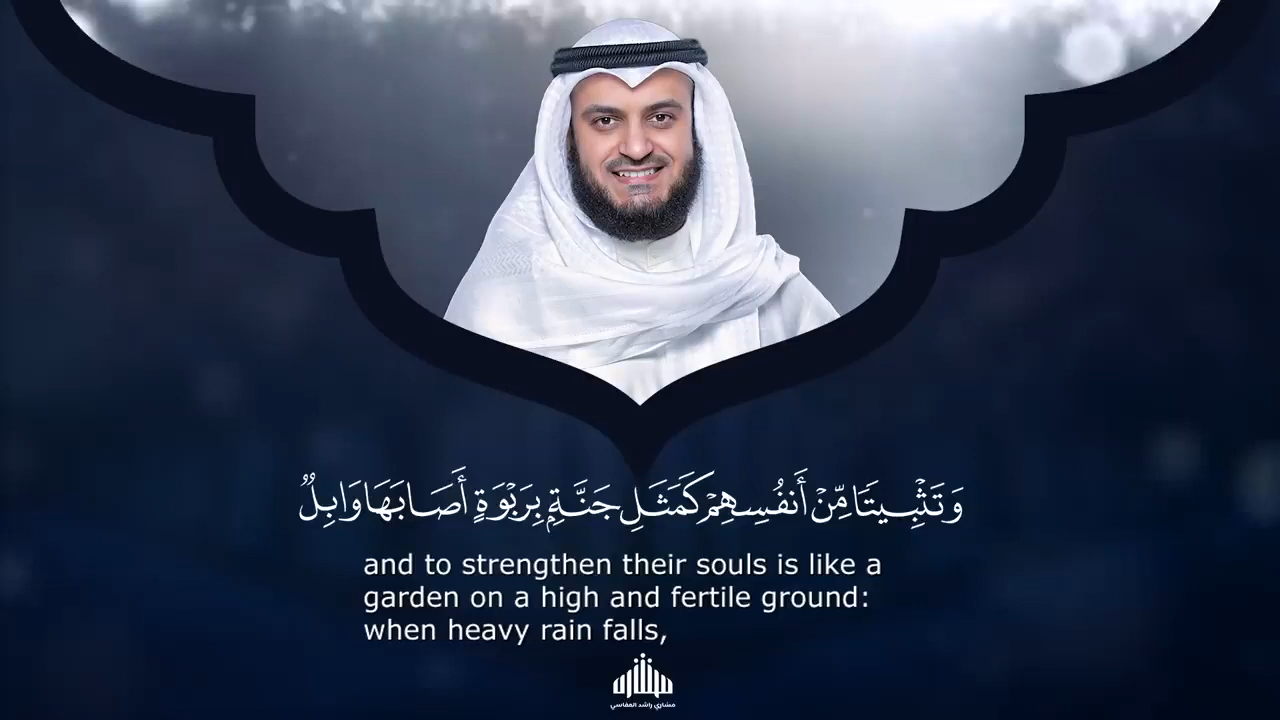 وَتَثْبِيتًا مِّنْ أَنفُسِهِمْ كَمَثَلِ جَنَّةٍۭ بِرَبْوَةٍ أَصَابَهَا وَابِلٌ
and to strengthen their souls is like a
garden on a high and fertile ground:
when heavy rain falls,
مشاري راشد العفاسي